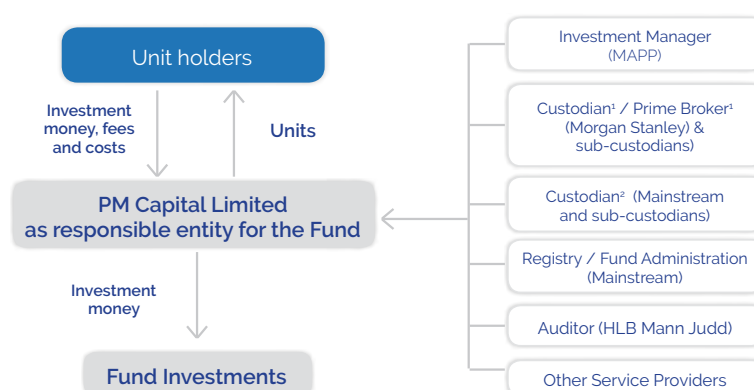 Unit holders
Investment
money, fees
and costs
Units
PM Capital Limited
as responsible entity for the Fund
Investment
money
Fund Investments
Investment Manager
(MAPP)
Custodian¹ / Prime Broker¹
(Morgan Stanley) &
sub-custodians)
Custodian² (Mainstream
and sub-custodians)
Registry / Fund Administration
(Mainstream)
Auditor (HLB Mann Judd)
Other Service Providers